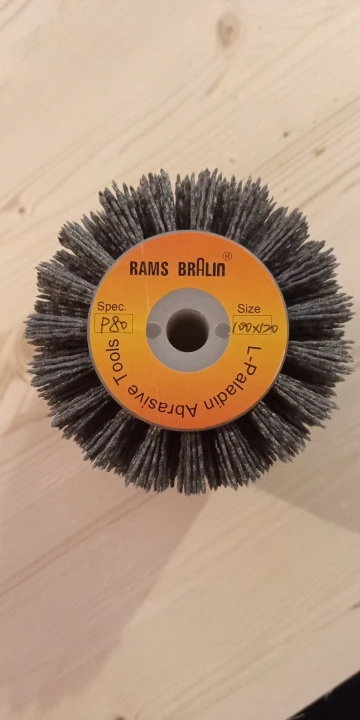 RAMS BRALIN®
Spec.
P80
Size
100x120
L-Paladin Abrasive Tools